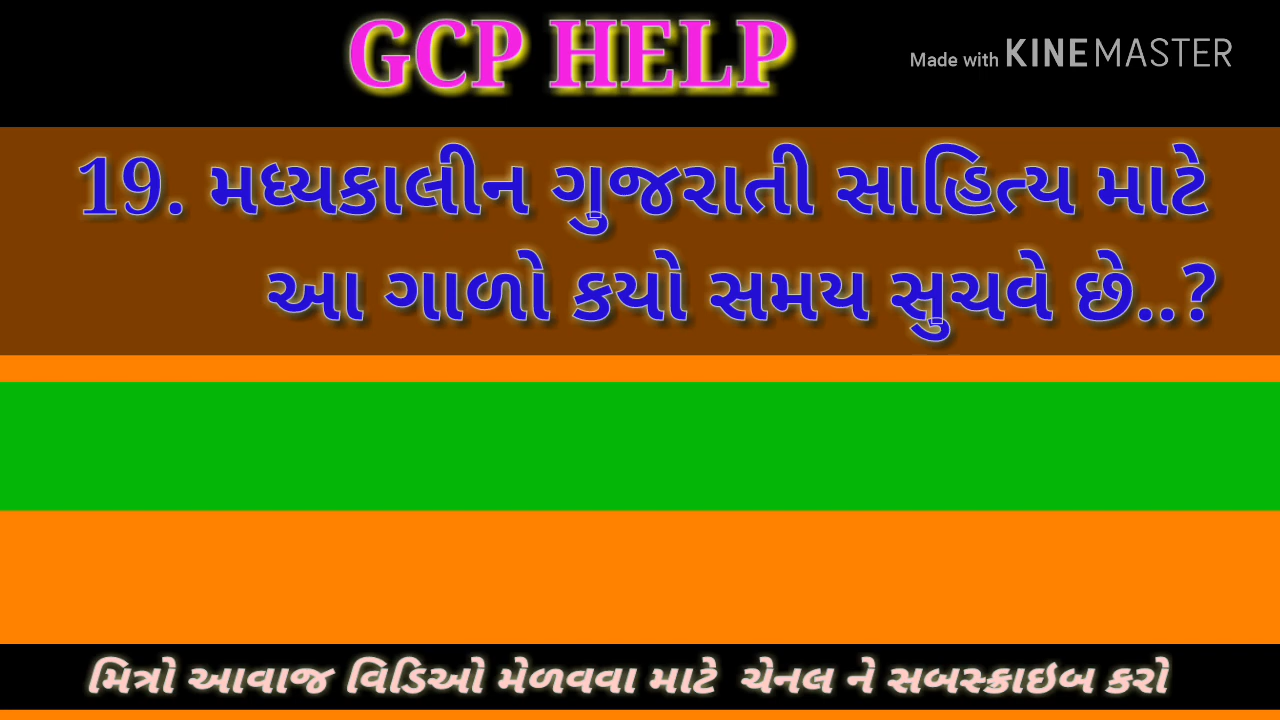 GCP HELP
Made with KINEMASTER
19. મધ્યકાલીન ગુજરાતી સાહિત્ય માટે
આ ગાળો કયો સમય સુચવે છે..?
મિત્રો આવાજ વિડિઓ મેળવવા માટે ચેનલ ને સબસ્ક્રાઇબ કરો